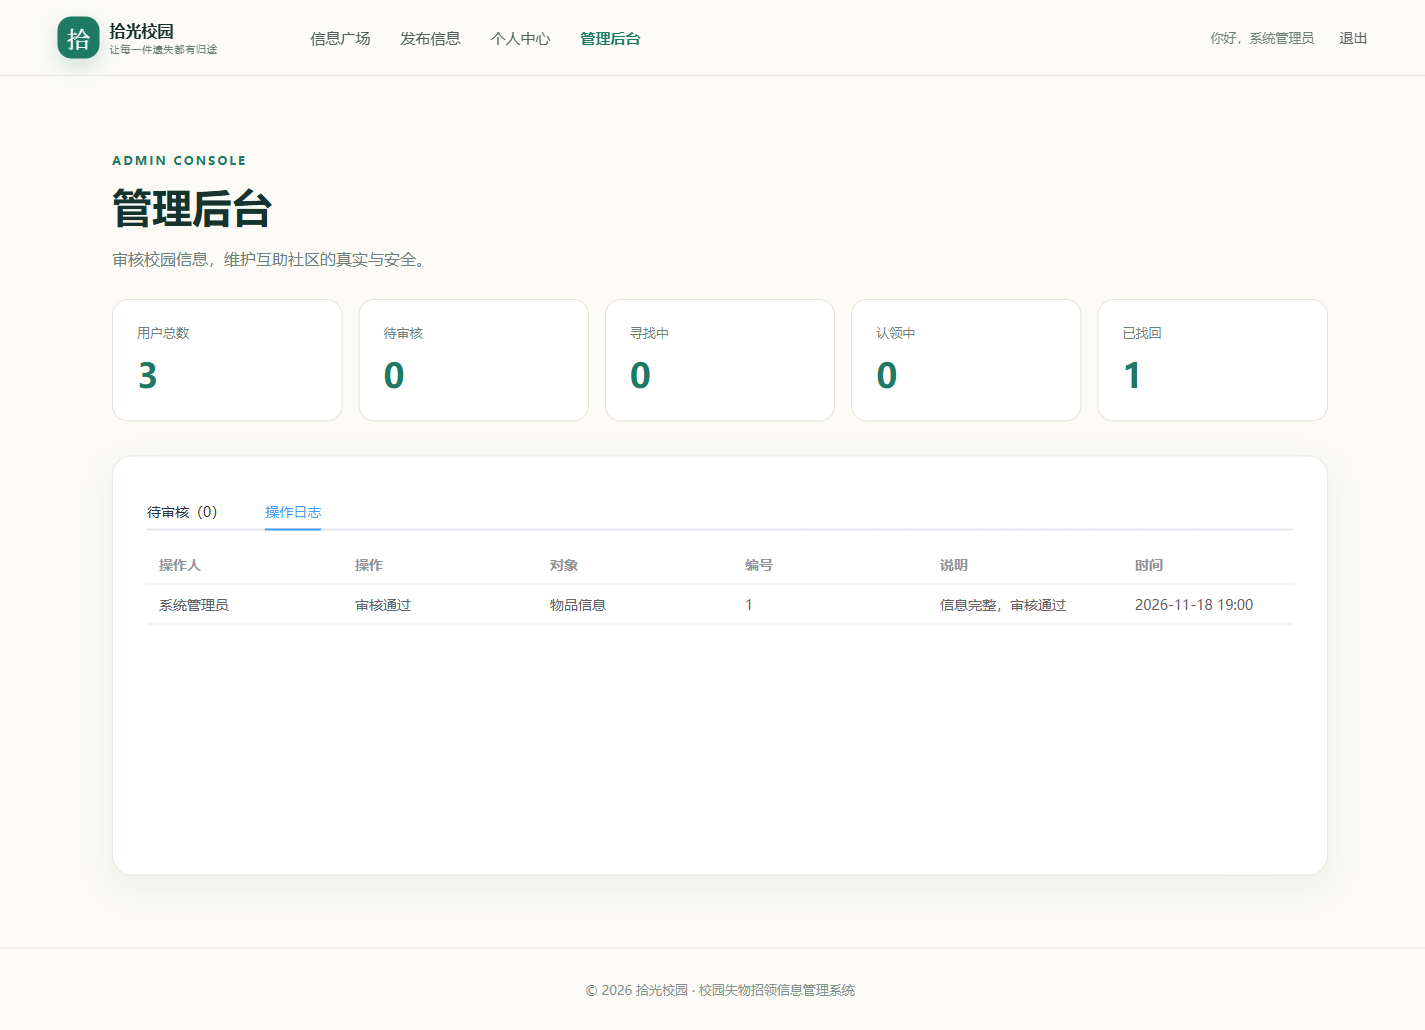 拾 拾光校园
让每一件遗失都有归途
信息广场 发布信息 个人中心 管理后台 你好，系统管理员 退出
ADMIN CONSOLE
管理后台
审核校园信息，维护互助社区的真实与安全。
用户总数 待审核 寻找中 认领中 已找回
3 0 0 0 1
待审核（0） 操作日志
操作人 操作 对象 编号 说明 时间
系统管理员 审核通过 物品信息 1 信息完整，审核通过 2026-11-18 19:00
© 2026 拾光校园 · 校园失物招领信息管理系统